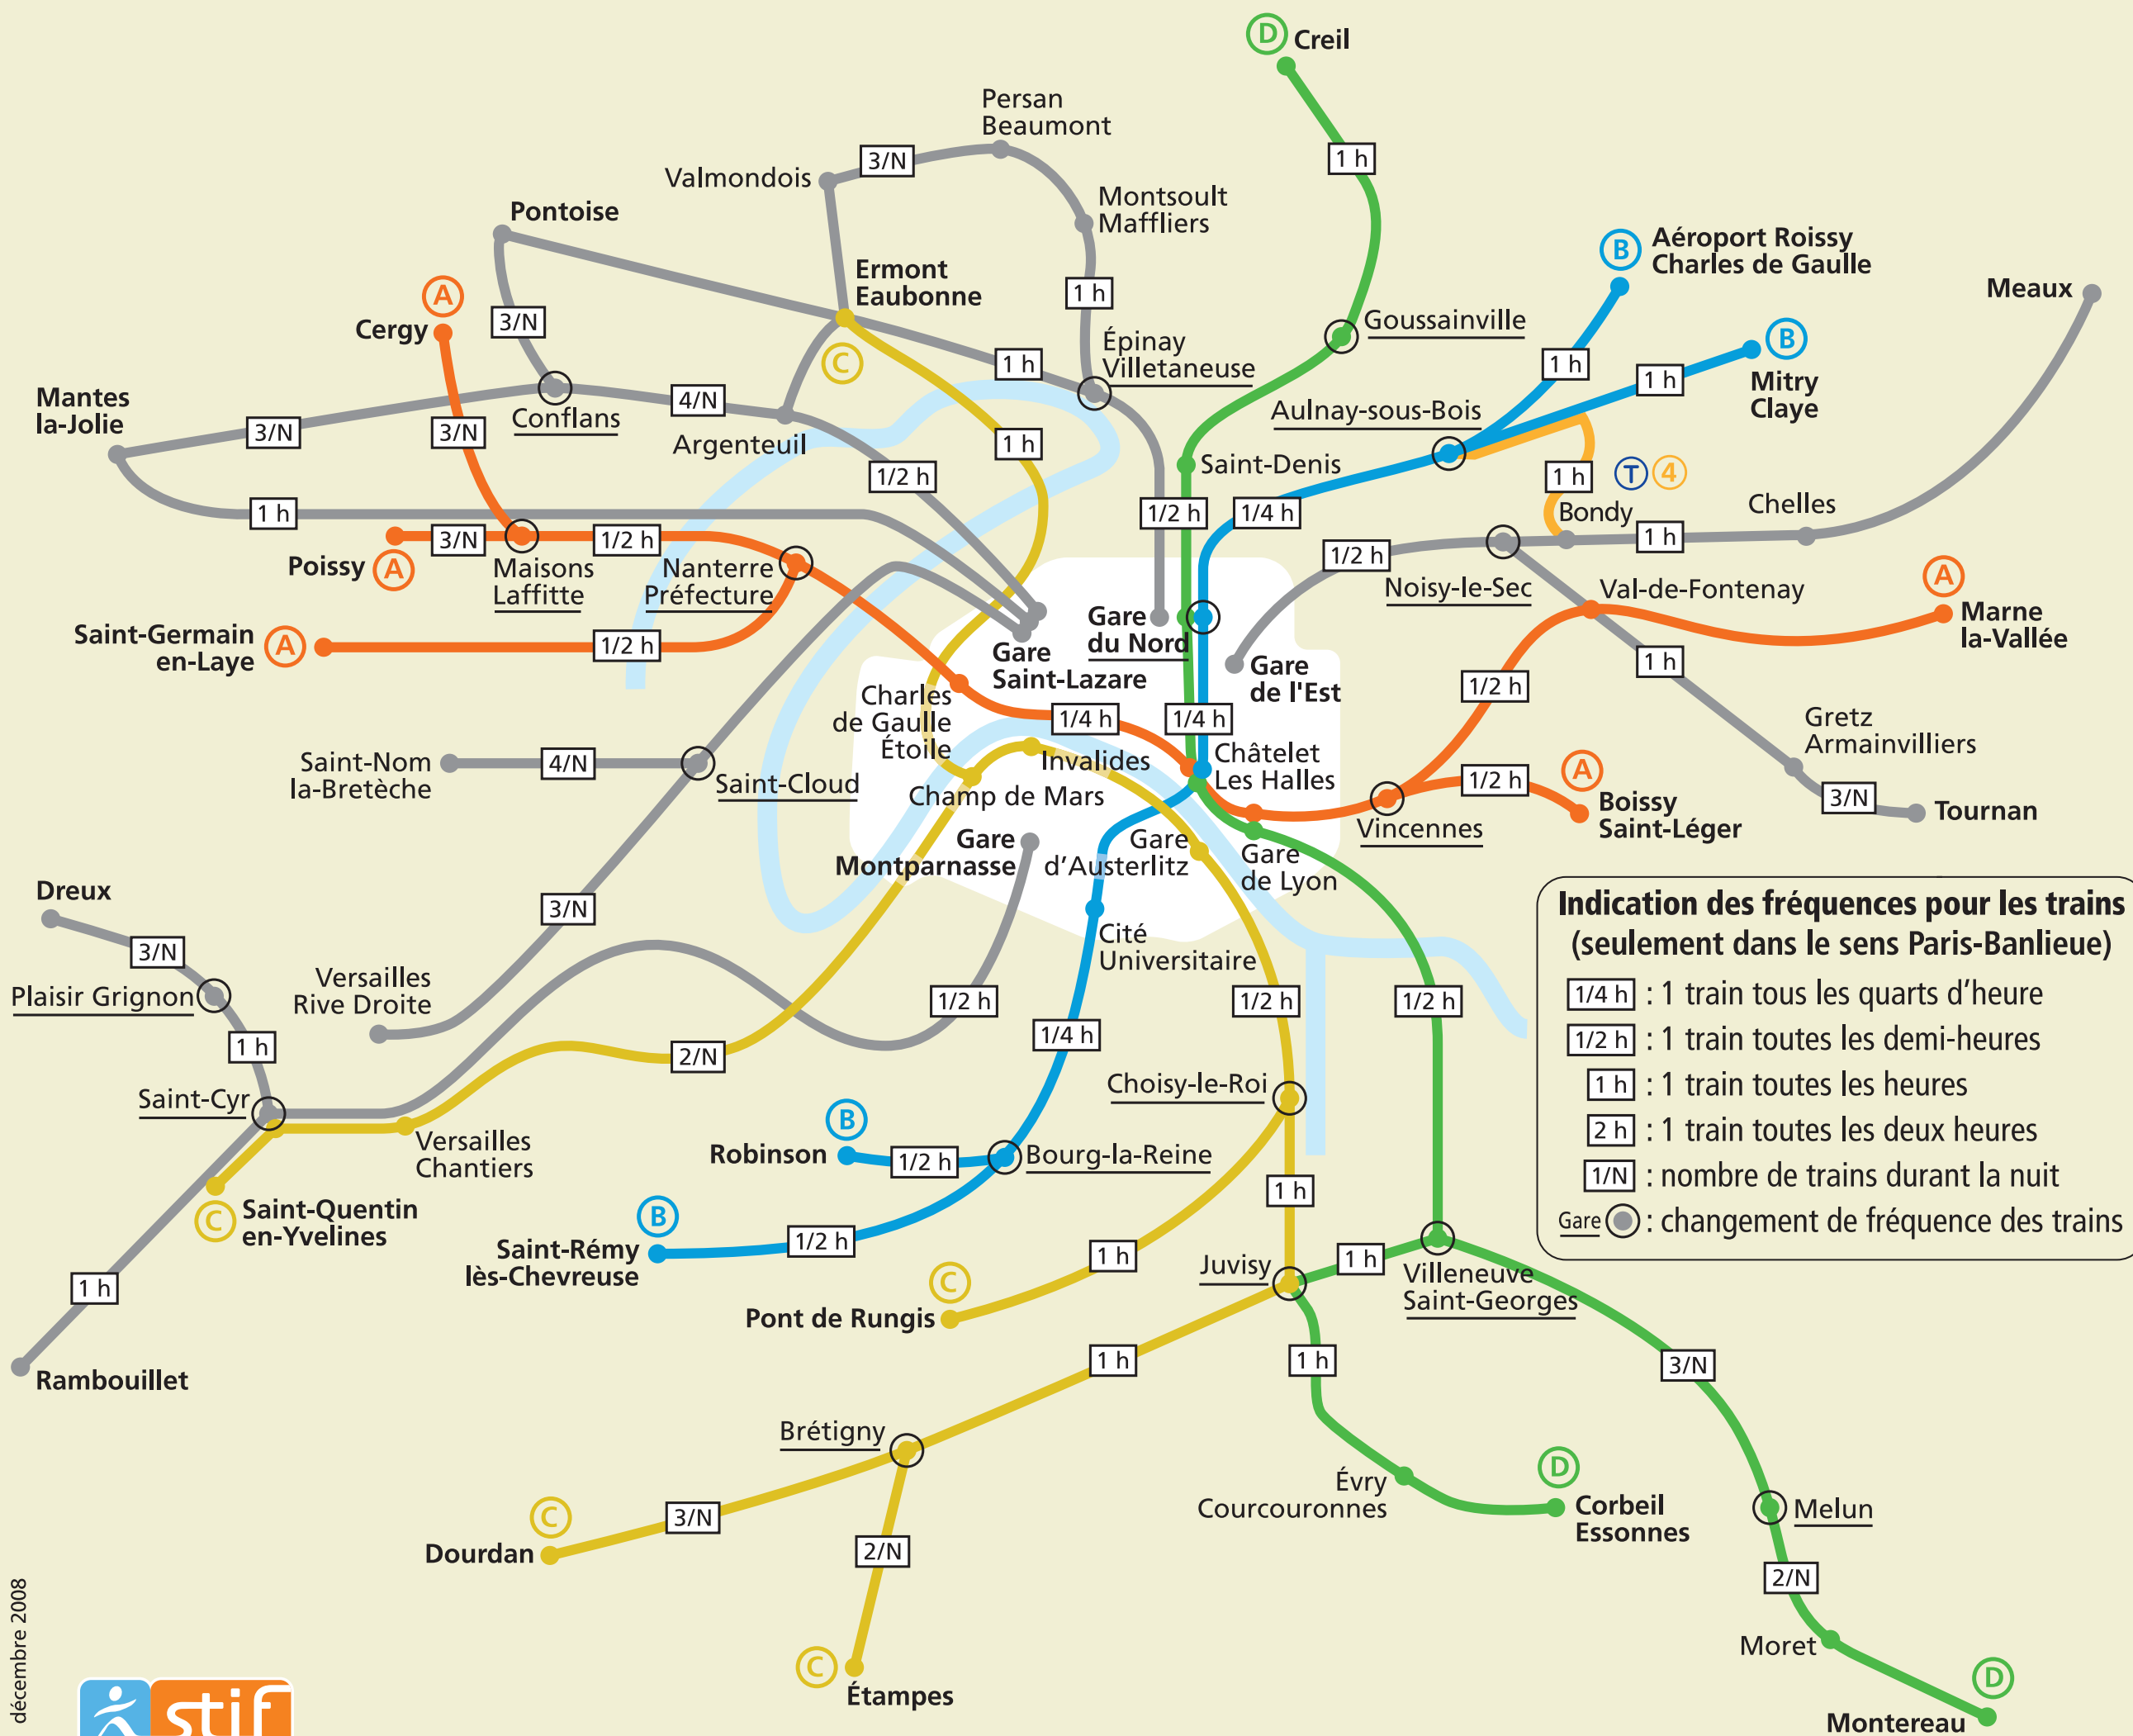 D Creil
1 h
Persan
Beaumont
3/N
Valmondois
Montsoult
Maffliers
Pontoise
B Aéroport Roissy
Charles de Gaulle
Meaux
Ermont
Eaubonne
1 h
A
Cergy
3/N
C
Goussainville
Épinay
Villetaneuse
1 h
1 h
B
1 h
Mitry
Claye
Mantes
la-Jolie
3/N
3/N
Conflans
4/N
Argenteuil
1 h
Aulnay-sous-Bois
Saint-Denis
1/2 h
1 h
T 4
1 h
3/N
1/2 h
1/2 h
1/4 h
Bondy
Chelles
1/2 h
1 h
Poissy A
Maisons
Laffitte
Nanterre
Préfecture
Noisy-le-Sec
Val-de-Fontenay
A
Marne
la-Vallée
Saint-Germain
en-Laye
A
1/2 h
Gare
du Nord
Gare
Saint-Lazare
Gare
de l'Est
1 h
1/2 h
Charles
de Gaulle
Étoile
1/4 h
1/4 h
Gretz
Armainvilliers
Saint-Nom
la-Bretèche
4/N
Saint-Cloud
Invalides
Champ de Mars
Châtelet
Les Halles
1/2 h
A
Boissy
Saint-Léger
3/N
Tournan
Vincennes
Gare
Montparnasse
Gare
d'Austerlitz
Gare
de Lyon
Dreux
3/N
3/N
Cité
Universitaire
Plaisir Grignon
Versailles
Rive Droite
1/2 h
1/2 h
1/2 h
1 h
2/N
1/4 h
Saint-Cyr
Versailles
Chantiers
Choisy-le-Roi
B
Robinson
1/2 h
Bourg-la-Reine
1 h
C
Saint-Quentin
en-Yvelines
B
Saint-Rémy
lès-Chevreuse
1/2 h
1 h
1 h
Juvisy
1 h
Villeneuve
Saint-Georges
C
Pont de Rungis
Rambouillet
1 h
1 h
3/N
Brétigny
Évry
Courcouronnes
D
Corbeil
Essonnes
Melun
C
Dourdan
3/N
2/N
2/N
Moret
C
Étampes
D
Montereau
Indication des fréquences pour les trains
(seulement dans le sens Paris-Banlieue)
1/4 h : 1 train tous les quarts d'heure
1/2 h : 1 train toutes les demi-heures
1 h : 1 train toutes les heures
2 h : 1 train toutes les deux heures
1/N : nombre de trains durant la nuit
Gare : changement de fréquence des trains
décembre 2008
stif